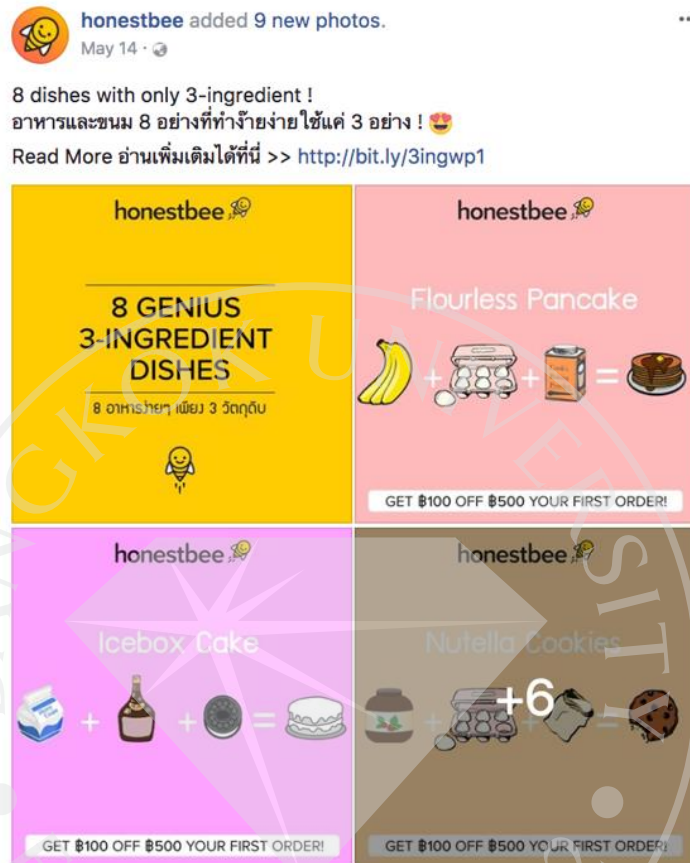 honestbee added 9 new photos.
May 14
8 dishes with only 3-ingredient !
อาหารและขนม 8 อย่างที่ทำง๊ายง่าย ใช้แค่ 3 อย่าง ! 😍
Read More อ่านเพิ่มเติมได้ที่นี่ >> http://bit.ly/3ingwp1
honestbee
8 GENIUS
3-INGREDIENT
DISHES
8 อาหารง่ายๆ เพียง 3 วัตถุดิบ
honestbee
Flourless Pancake
+ + =
GET ฿100 OFF ฿500 YOUR FIRST ORDER!
honestbee
Icebox Cake
+ + =
GET ฿100 OFF ฿500 YOUR FIRST ORDER!
honestbee
Nutella Cookies
+ + =
+6
GET ฿100 OFF ฿500 YOUR FIRST ORDER!